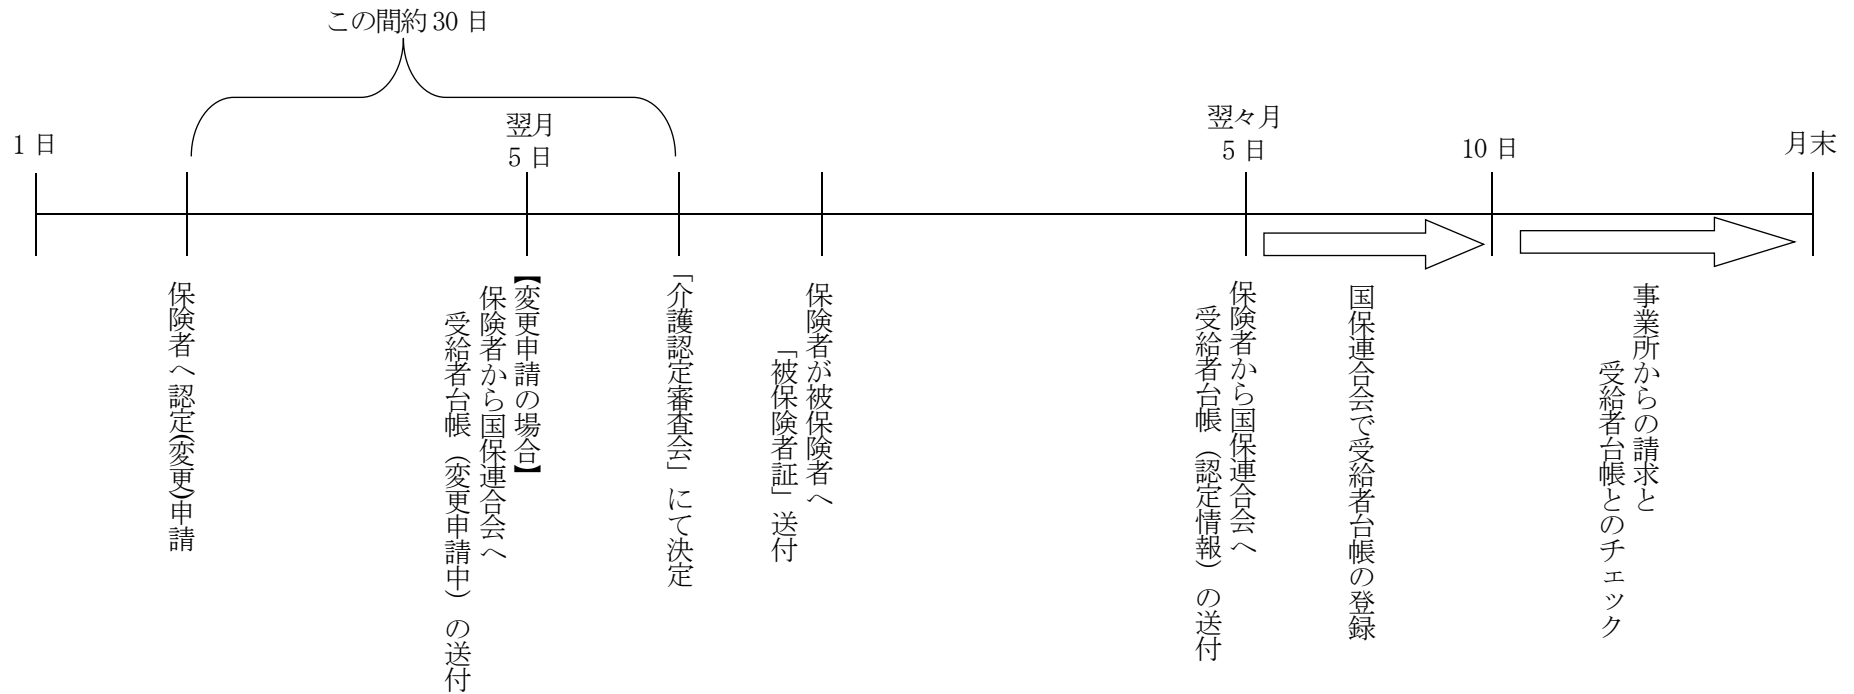 この間約30日
1日
翌月
5日
翌々月
5日
10日
月末
保険者へ認定(変更)申請
【変更申請の場合】
保険者から国保連合会へ
受給者台帳（変更申請中）の送付
「介護認定審査会」にて決定
保険者が被保険者へ
「被保険者証」送付
保険者から国保連合会へ
受給者台帳（認定情報）の送付
国保連合会で受給者台帳の登録
事業所からの請求と
受給者台帳とのチェック